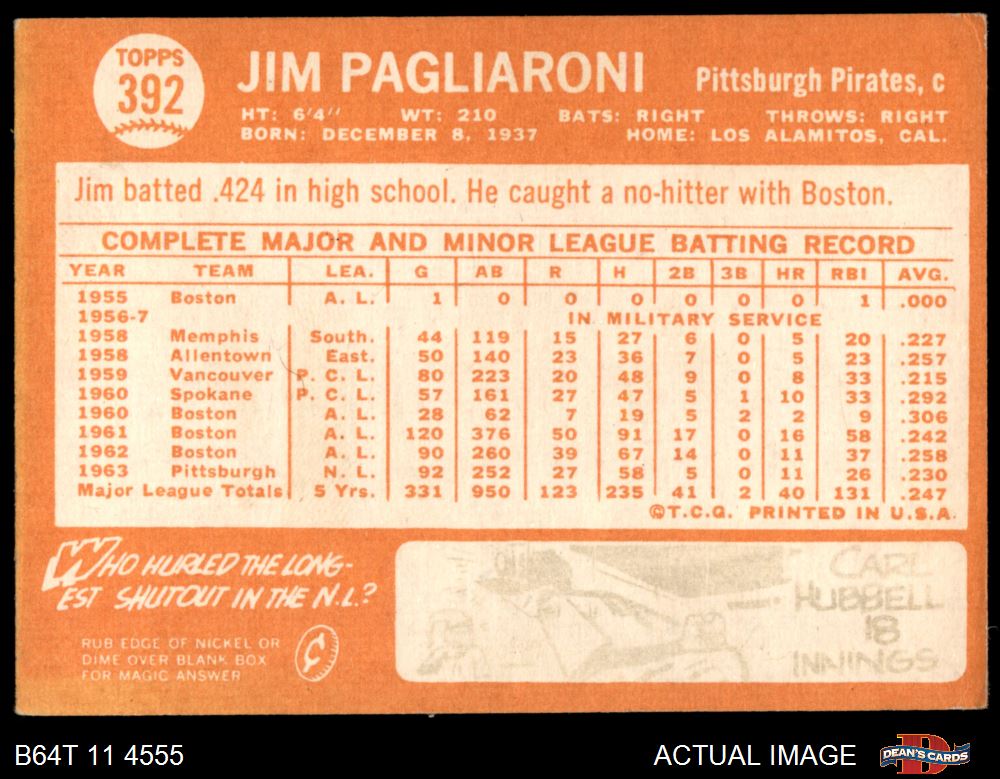 TOPPS
392
JIM PAGLIARONI
Pittsburgh Pirates, c
HT: 6'4" WT: 210 BATS: RIGHT THROWS: RIGHT
BORN: DECEMBER 8, 1937 HOME: LOS ALAMITOS, CAL.
Jim batted .424 in high school. He caught a no-hitter with Boston.
COMPLETE MAJOR AND MINOR LEAGUE BATTING RECORD
YEAR TEAM LEA. G AB R H 2B 3B HR RBI AVG.
1955 Boston A. L. 1 0 0 0 0 0 0 1 .000
1956-7 IN MILITARY SERVICE
1958 Memphis South. 44 119 15 27 6 0 5 20 .227
1958 Allentown East. 50 140 23 36 7 0 5 23 .257
1959 Vancouver P. C. L. 80 223 20 48 9 0 8 33 .215
1960 Spokane P. C. L. 57 161 27 47 5 1 10 33 .292
1960 Boston A. L. 28 62 7 19 5 2 2 9 .306
1961 Boston A. L. 120 376 50 91 17 0 16 58 .242
1962 Boston A. L. 90 260 39 67 14 0 11 37 .258
1963 Pittsburgh N. L. 92 252 27 58 5 0 11 26 .230
Major League Totals 5 Yrs. 331 950 123 235 41 2 40 131 .247
©T.C.G. PRINTED IN U.S.A.
WHO HURLED THE LONG-
EST SHUTOUT IN THE N.L.?
RUB EDGE OF NICKEL OR
DIME OVER BLANK BOX
FOR MAGIC ANSWER
¢
CARL
HUBBELL
18
INNINGS
B64T 11 4555
ACTUAL IMAGE
DEAN'S CARDS